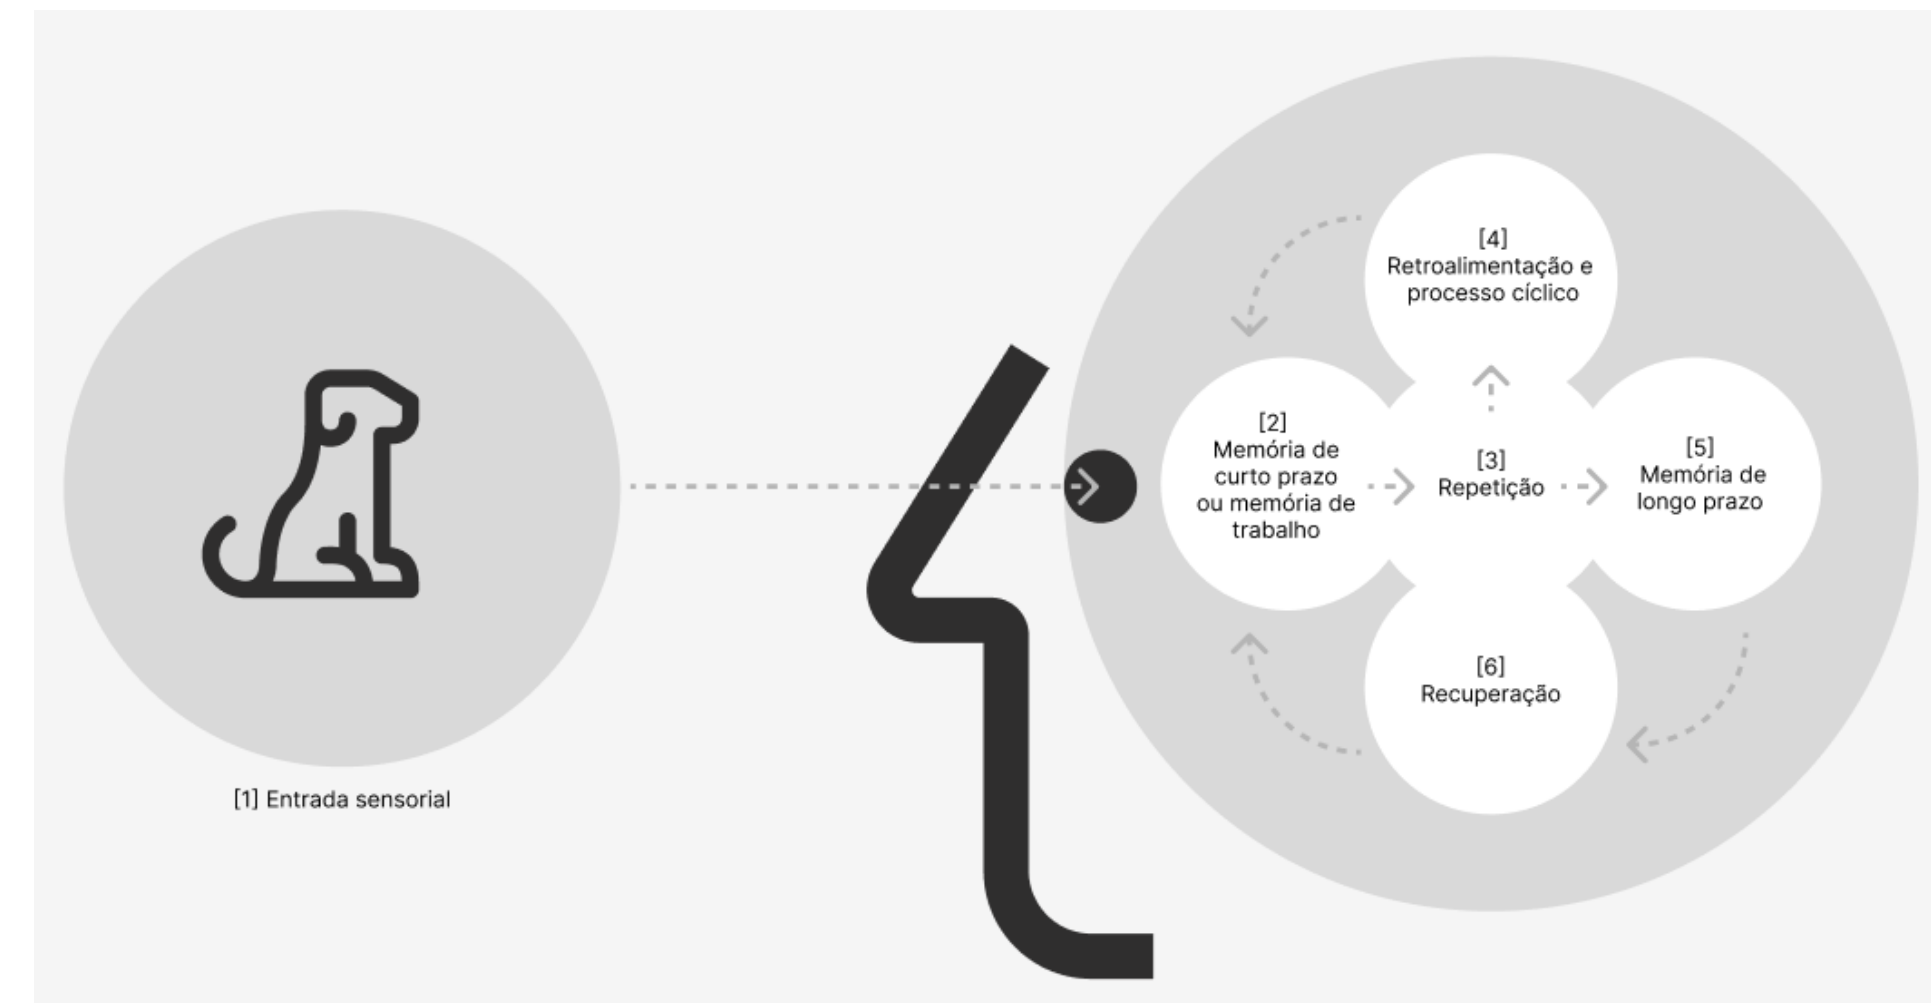 [1] Entrada sensorial
[2]
Memória de
curto prazo
ou memória de
trabalho
[3]
Repetição
[4]
Retroalimentação e
processo cíclico
[5]
Memória de
longo prazo
[6]
Recuperação